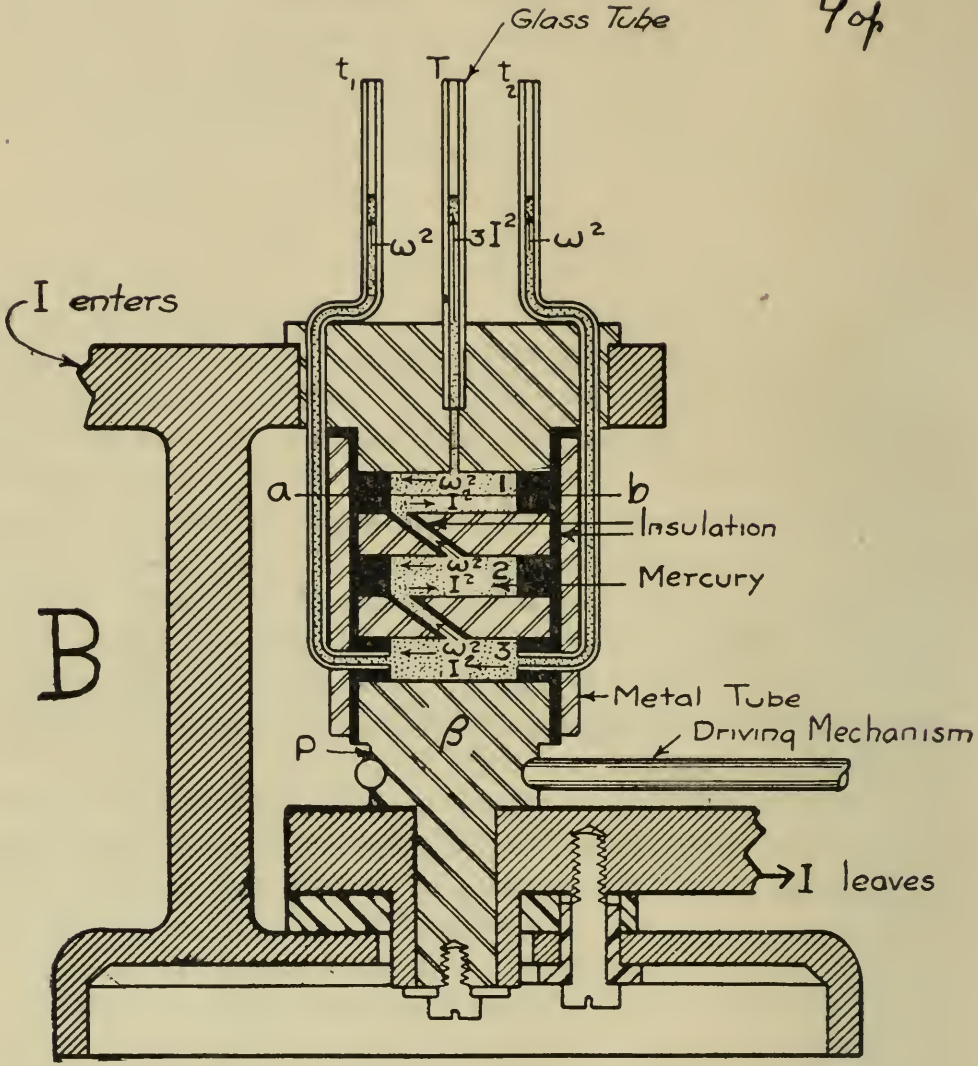 Glass Tube
t₁
T
t₂
ω²
3I²
ω²
I enters
ω² 1
I²
a
b
Insulation
ω² 2
I²
Mercury
ω² 3
I²
B
Metal Tube
β
Driving Mechanism
P
I leaves